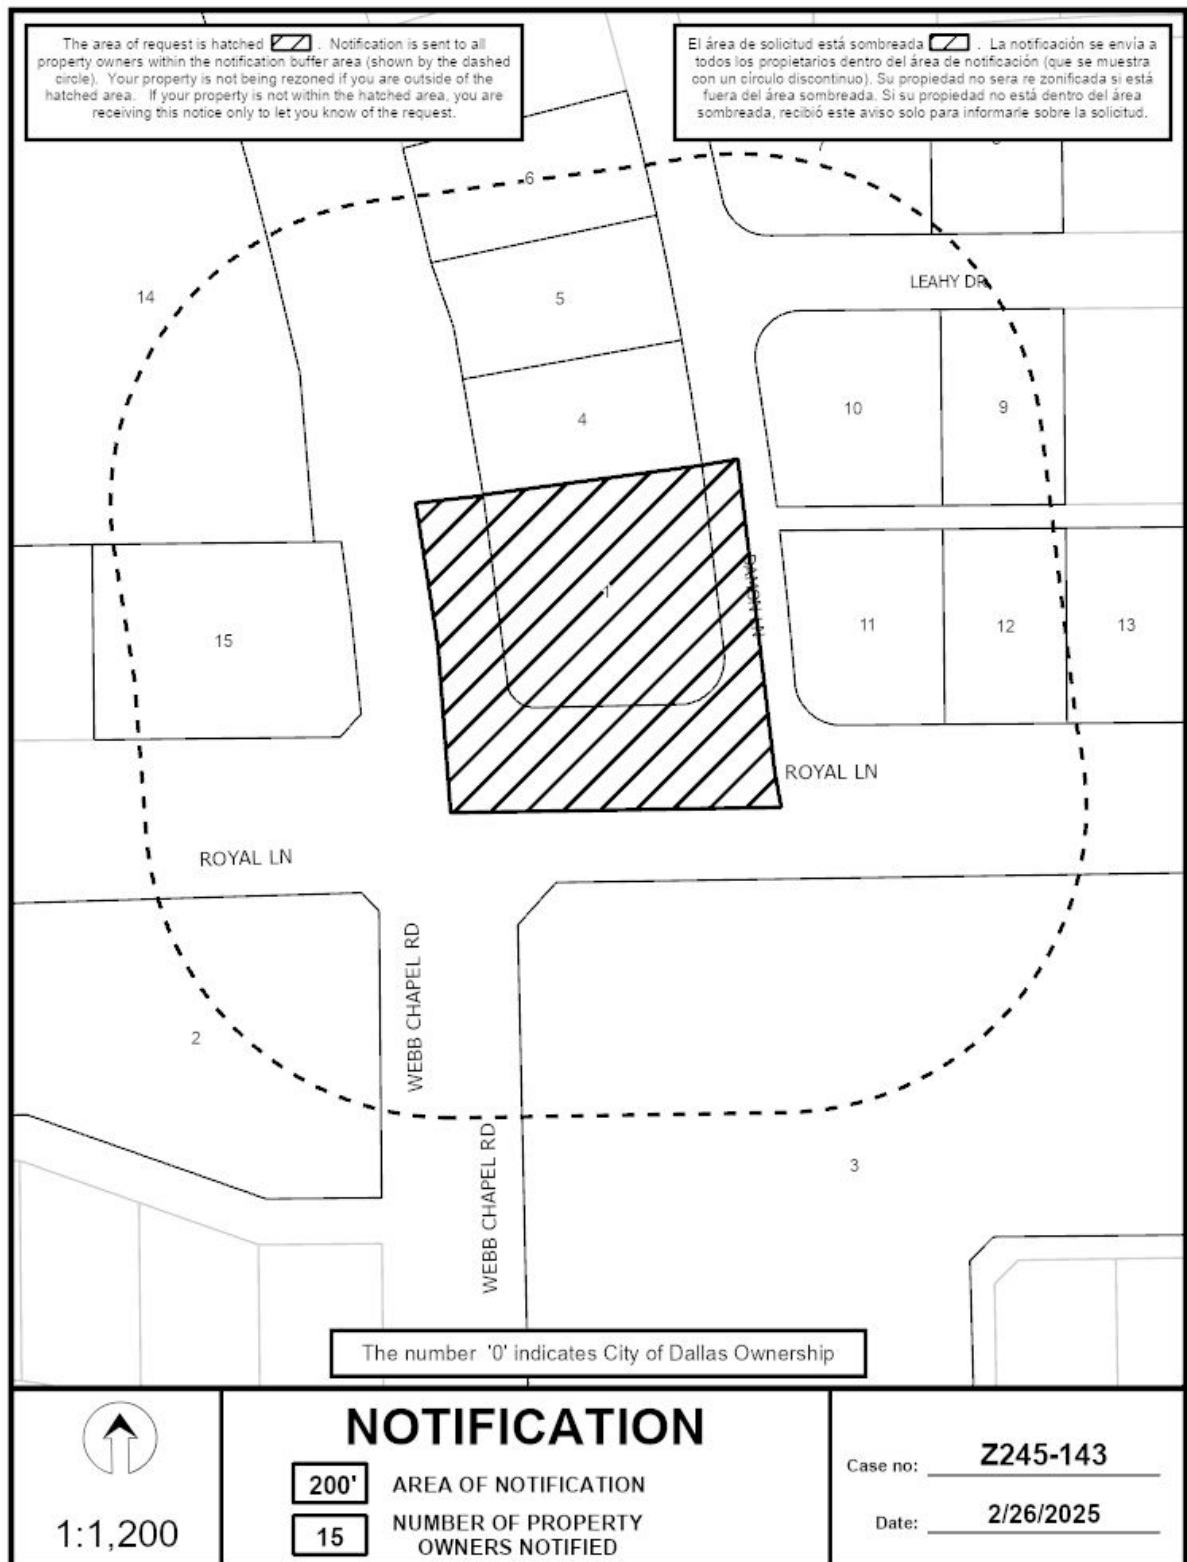 The area of request is hatched . Notification is sent to all
property owners within the notification buffer area (shown by the dashed
circle). Your property is not being rezoned if you are outside of the
hatched area. If your property is not within the hatched area, you are
receiving this notice only to let you know of the request.
El área de solicitud está sombreada . La notificación se envía a
todos los propietarios dentro del área de notificación (que se muestra
con un círculo discontinuo). Su propiedad no sera re zonificada si está
fuera del área sombreada. Si su propiedad no está dentro del área
sombreada, recibió este aviso solo para informarle sobre la solicitud.
6
LEAHY DR
14
5
10
9
4
1
15
11
12
13
ROYAL LN
ROYAL LN
WEBB CHAPEL RD
2
WEBB CHAPEL RD
3
The number '0' indicates City of Dallas Ownership
1:1,200
NOTIFICATION
200' AREA OF NOTIFICATION
15 NUMBER OF PROPERTY
OWNERS NOTIFIED
Case no: Z245-143
Date: 2/26/2025